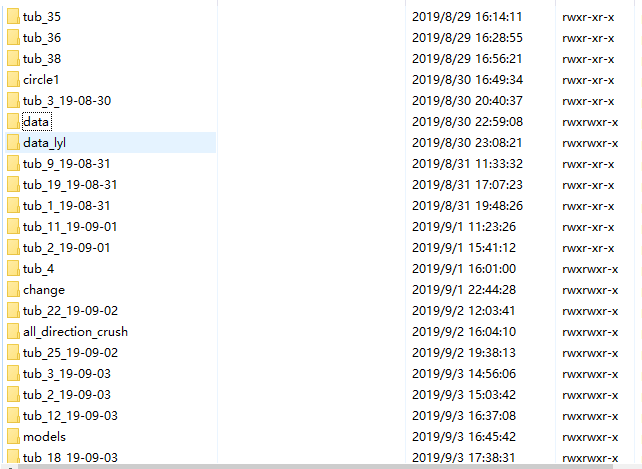 tub_35 2019/8/29 16:14:11 rwxr-xr-x
tub_36 2019/8/29 16:28:55 rwxr-xr-x
tub_38 2019/8/29 16:56:21 rwxr-xr-x
circle1 2019/8/30 16:49:34 rwxr-xr-x
tub_3_19-08-30 2019/8/30 20:40:37 rwxr-xr-x
data 2019/8/30 22:59:08 rwxrwxr-x
data_lyl 2019/8/30 23:08:21 rwxrwxr-x
tub_9_19-08-31 2019/8/31 11:33:32 rwxr-xr-x
tub_19_19-08-31 2019/8/31 17:07:23 rwxr-xr-x
tub_1_19-08-31 2019/8/31 19:48:26 rwxr-xr-x
tub_11_19-09-01 2019/9/1 11:23:26 rwxr-xr-x
tub_2_19-09-01 2019/9/1 15:41:12 rwxr-xr-x
tub_4 2019/9/1 16:01:00 rwxrwxr-x
change 2019/9/1 22:44:28 rwxrwxr-x
tub_22_19-09-02 2019/9/2 12:03:41 rwxrwxr-x
all_direction_crush 2019/9/2 16:04:10 rwxrwxr-x
tub_25_19-09-02 2019/9/2 19:38:13 rwxrwxr-x
tub_3_19-09-03 2019/9/3 14:56:06 rwxrwxr-x
tub_2_19-09-03 2019/9/3 15:03:42 rwxrwxr-x
tub_12_19-09-03 2019/9/3 16:37:08 rwxrwxr-x
models 2019/9/3 16:45:42 rwxrwxr-x
tub_18_19-09-03 2019/9/3 17:38:31 rwxrwxr-x